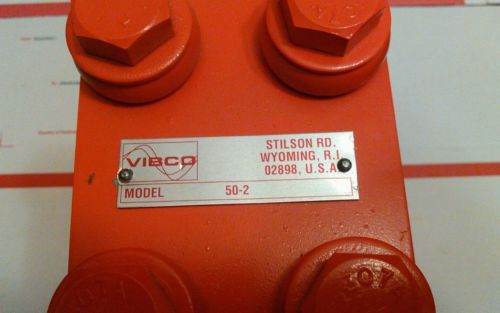 VIBCO
STILSON RD.
WYOMING, R.I.
02898, U.S.A.
MODEL 50-2